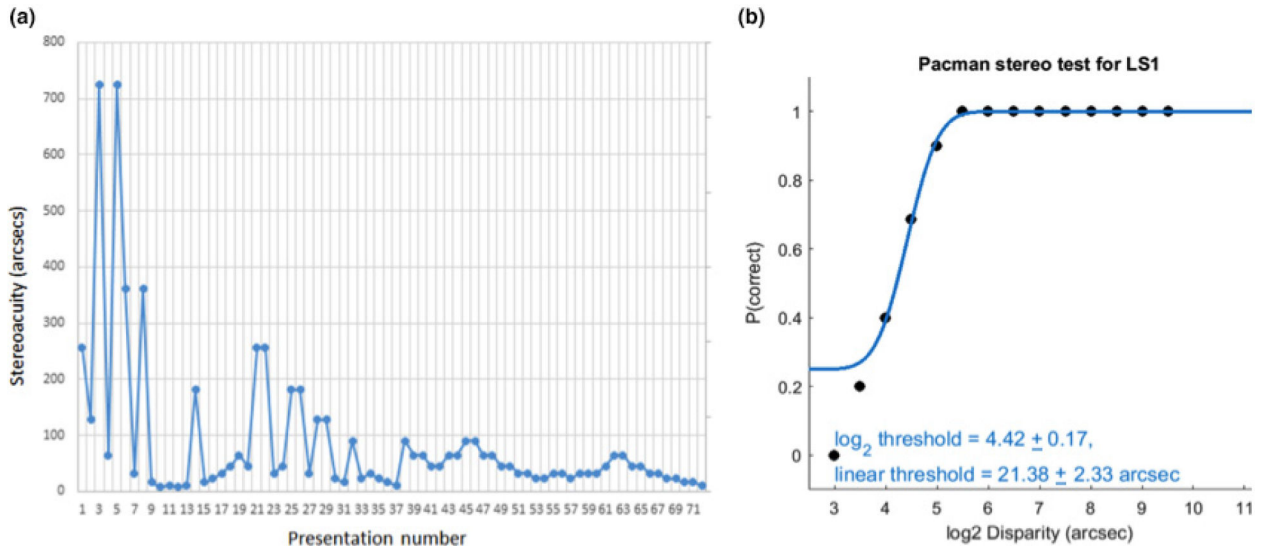 (a)
800
700
600
500
400
300
200
100
0
Stereoacuity (arcsecs)
1 3 5 7 9 11 13 15 17 19 21 23 25 27 29 31 33 35 37 39 41 43 45 47 49 51 53 55 57 59 61 63 65 67 69 71
Presentation number
(b)
Pacman stereo test for LS1
1
0.8
0.6
0.4
0.2
0
P(correct)
log2 threshold = 4.42 ± 0.17,
linear threshold = 21.38 ± 2.33 arcsec
3 4 5 6 7 8 9 10 11
log2 Disparity (arcsec)